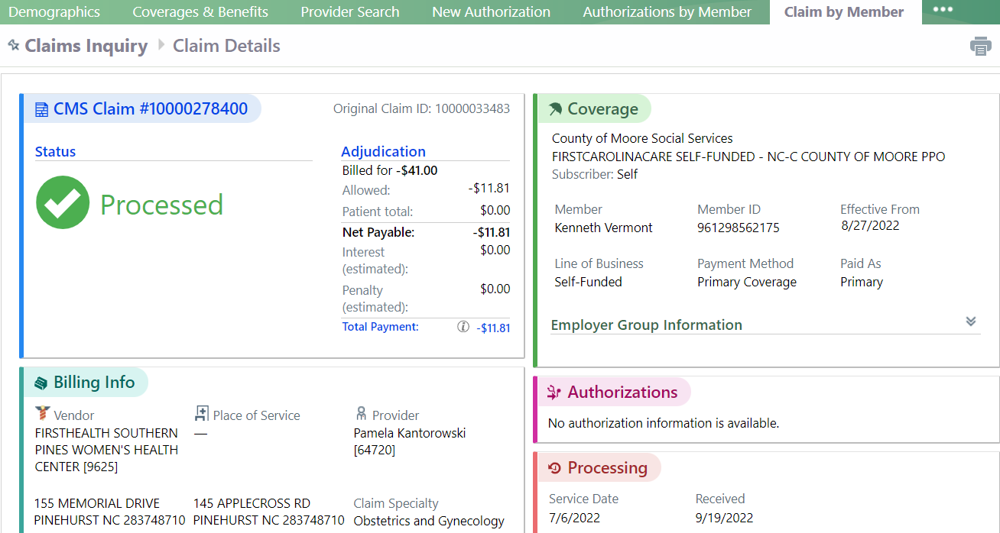 Demographics Coverages & Benefits Provider Search New Authorization Authorizations by Member Claim by Member •••
Claims Inquiry Claim Details
CMS Claim #10000278400 Original Claim ID: 10000033483
Status
Processed
Adjudication
Billed for -$41.00
Allowed: -$11.81
Patient total: $0.00
Net Payable: -$11.81
Interest $0.00
(estimated):
Penalty $0.00
(estimated):
Total Payment: i -$11.81
Coverage
County of Moore Social Services
FIRSTCAROLINACARE SELF-FUNDED - NC-C COUNTY OF MOORE PPO
Subscriber: Self
Member Member ID Effective From
Kenneth Vermont 961298562175 8/27/2022
Line of Business Payment Method Paid As
Self-Funded Primary Coverage Primary
Employer Group Information
Billing Info
Vendor Place of Service Provider
FIRSTHEALTH SOUTHERN — Pamela Kantorowski
PINES WOMEN'S HEALTH [64720]
CENTER [9625]
155 MEMORIAL DRIVE 145 APPLECROSS RD Claim Specialty
PINEHURST NC 283748710 PINEHURST NC 283748710 Obstetrics and Gynecology
Authorizations
No authorization information is available.
Processing
Service Date Received
7/6/2022 9/19/2022